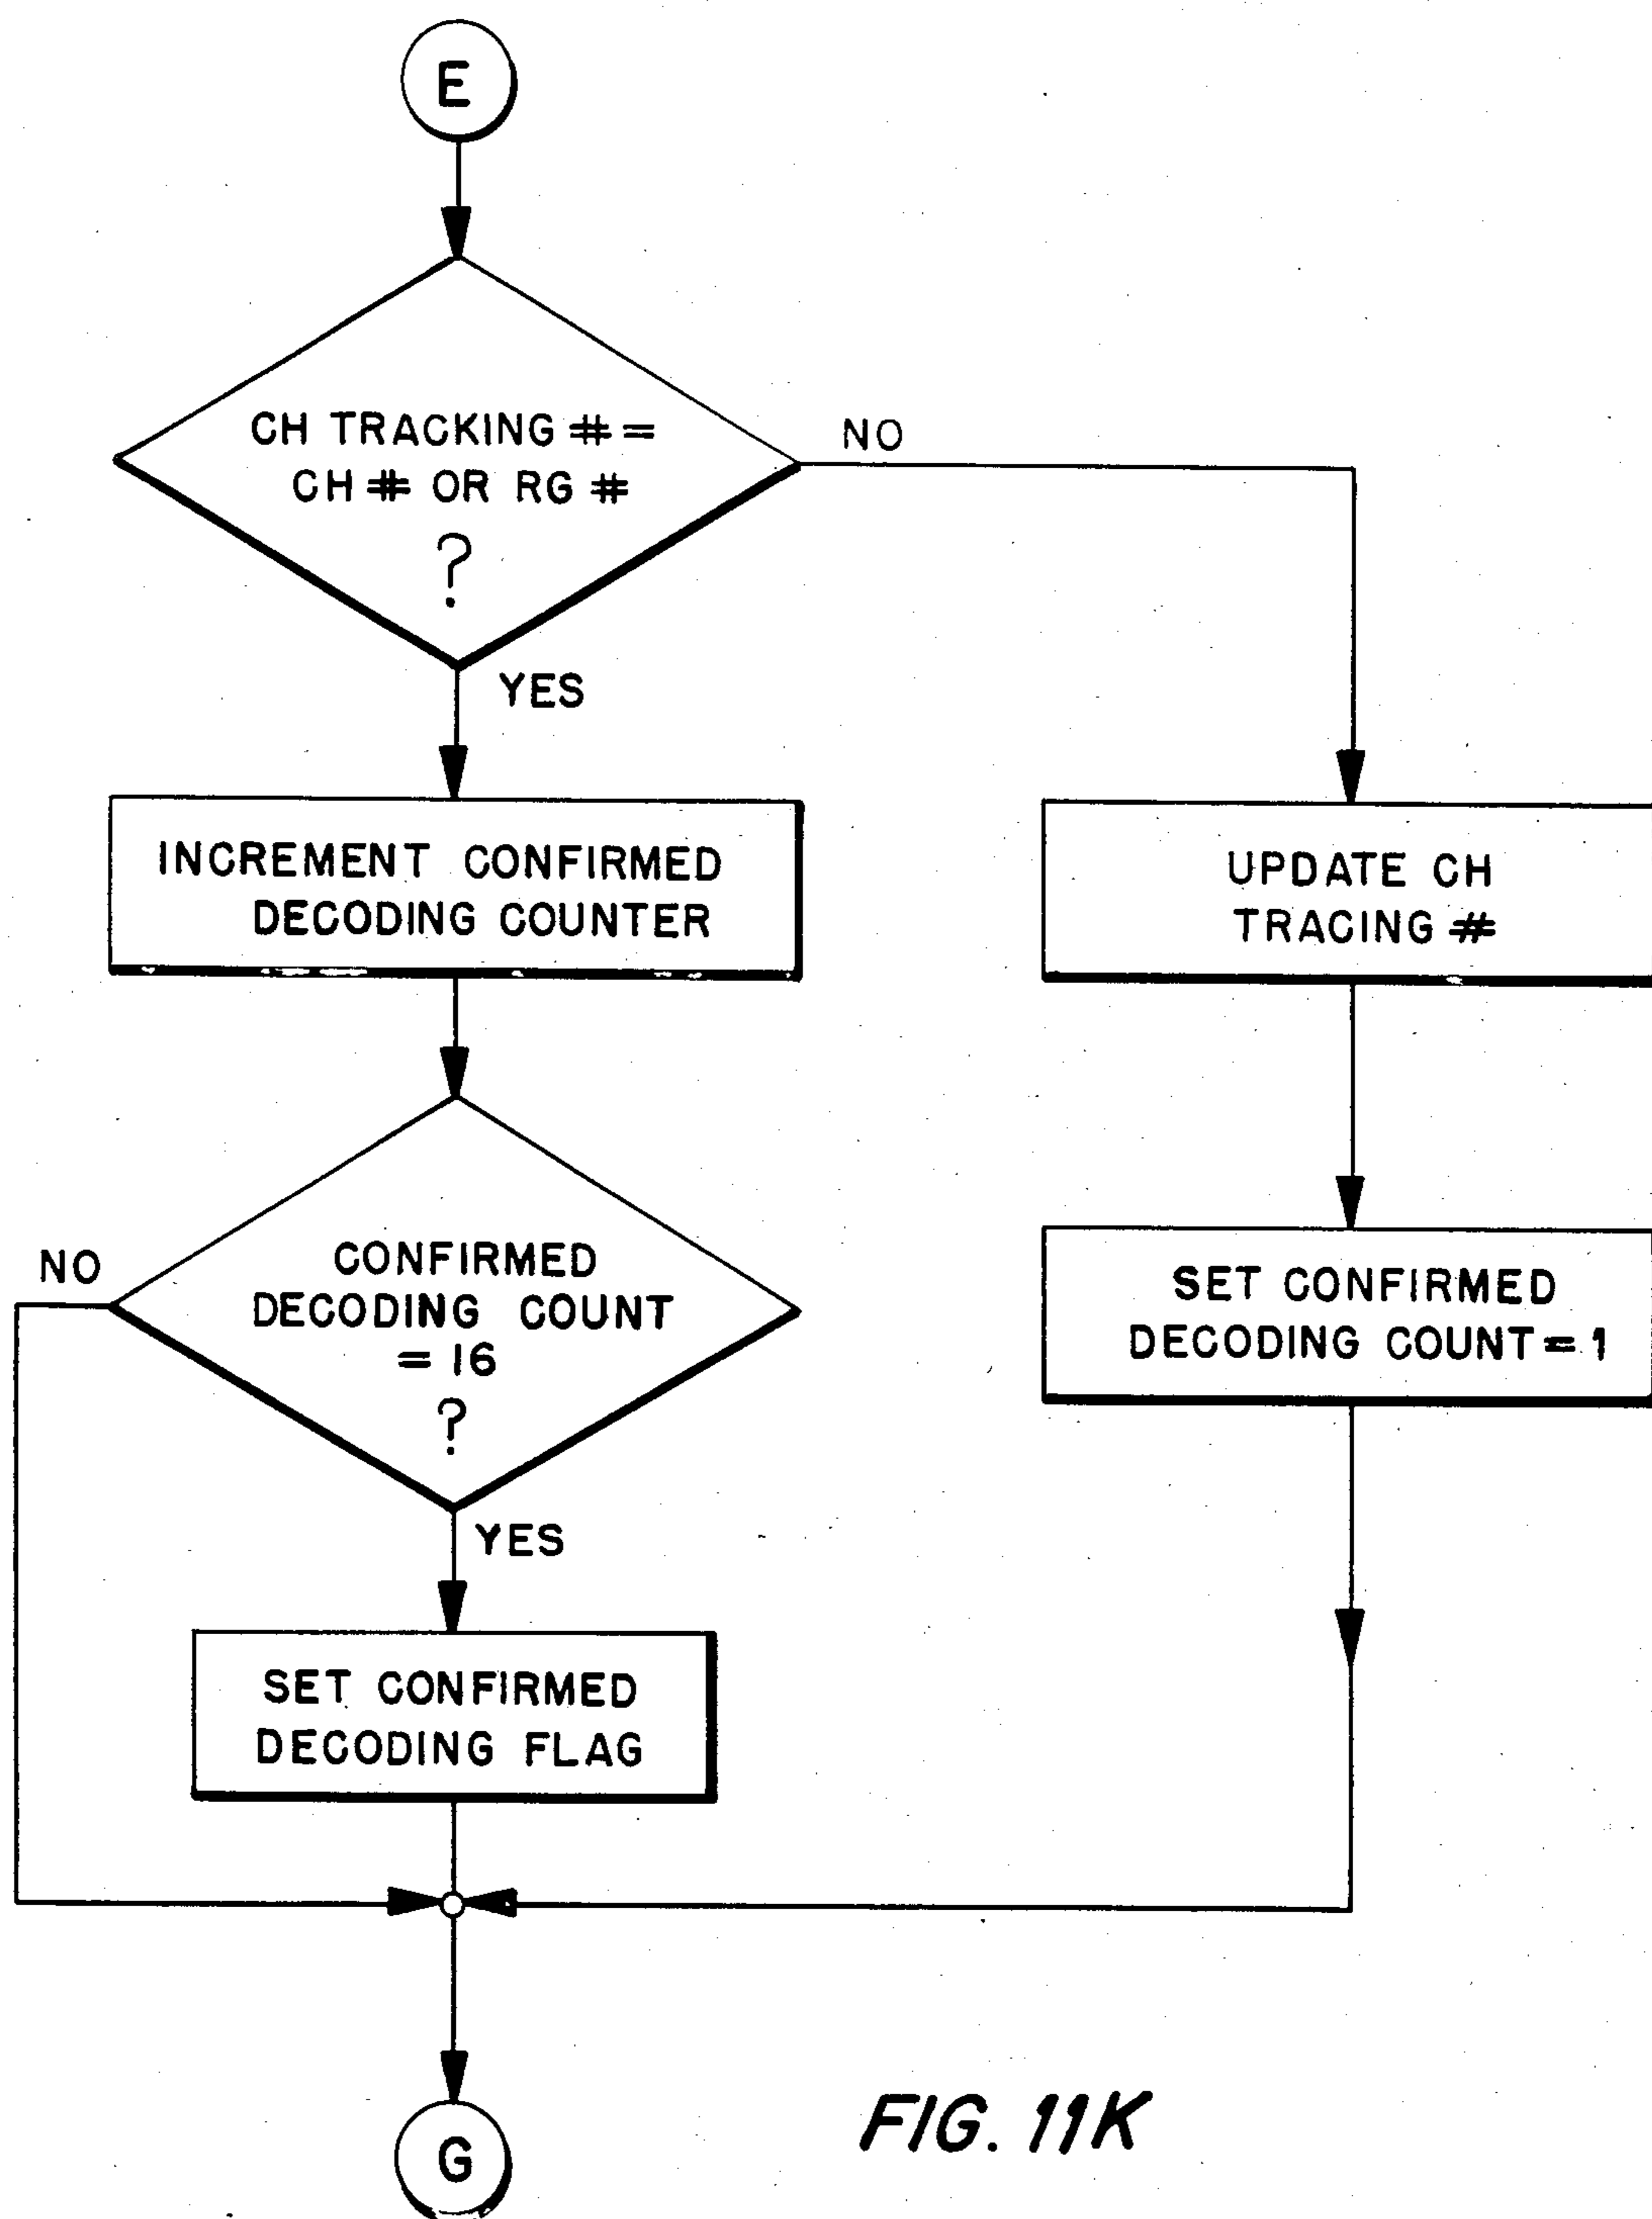 E
CH TRACKING # =
CH # OR RG #
?
NO
YES
INCREMENT CONFIRMED
DECODING COUNTER
UPDATE CH
TRACING #
CONFIRMED
DECODING COUNT
= 16
?
NO
YES
SET CONFIRMED
DECODING COUNT = 1
SET CONFIRMED
DECODING FLAG
G
FIG. 11K